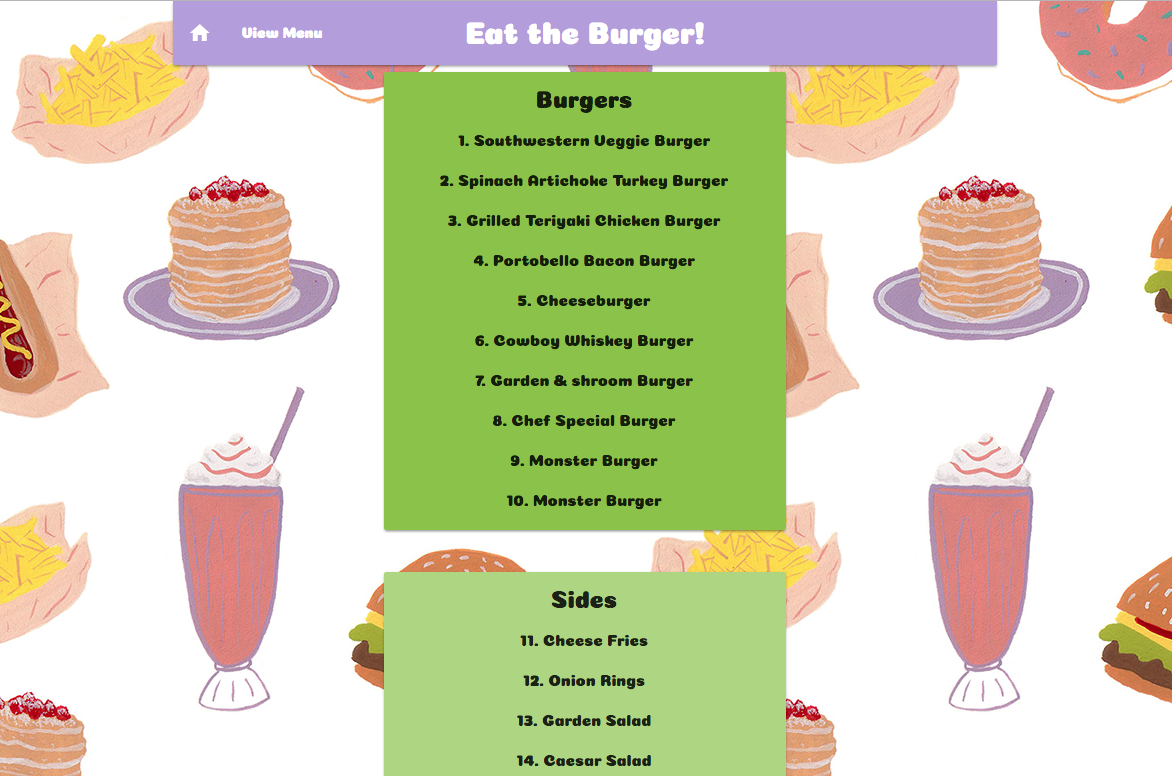 View Menu
Eat the Burger!
Burgers
1. Southwestern Veggie Burger
2. Spinach Artichoke Turkey Burger
3. Grilled Teriyaki Chicken Burger
4. Portobello Bacon Burger
5. Cheeseburger
6. Cowboy Whiskey Burger
7. Garden & shroom Burger
8. Chef Special Burger
9. Monster Burger
10. Monster Burger
Sides
11. Cheese Fries
12. Onion Rings
13. Garden Salad
14. Caesar Salad